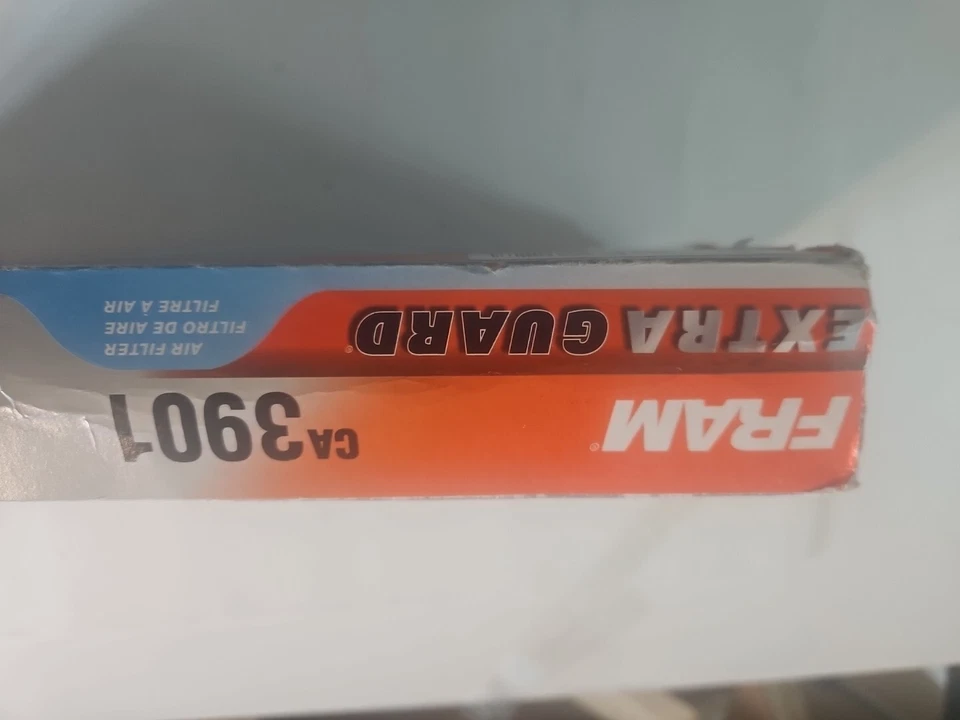 FRAM® CA3901
EXTRA GUARD®
AIR FILTER
FILTRO DE AIRE
FILTRE À AIR